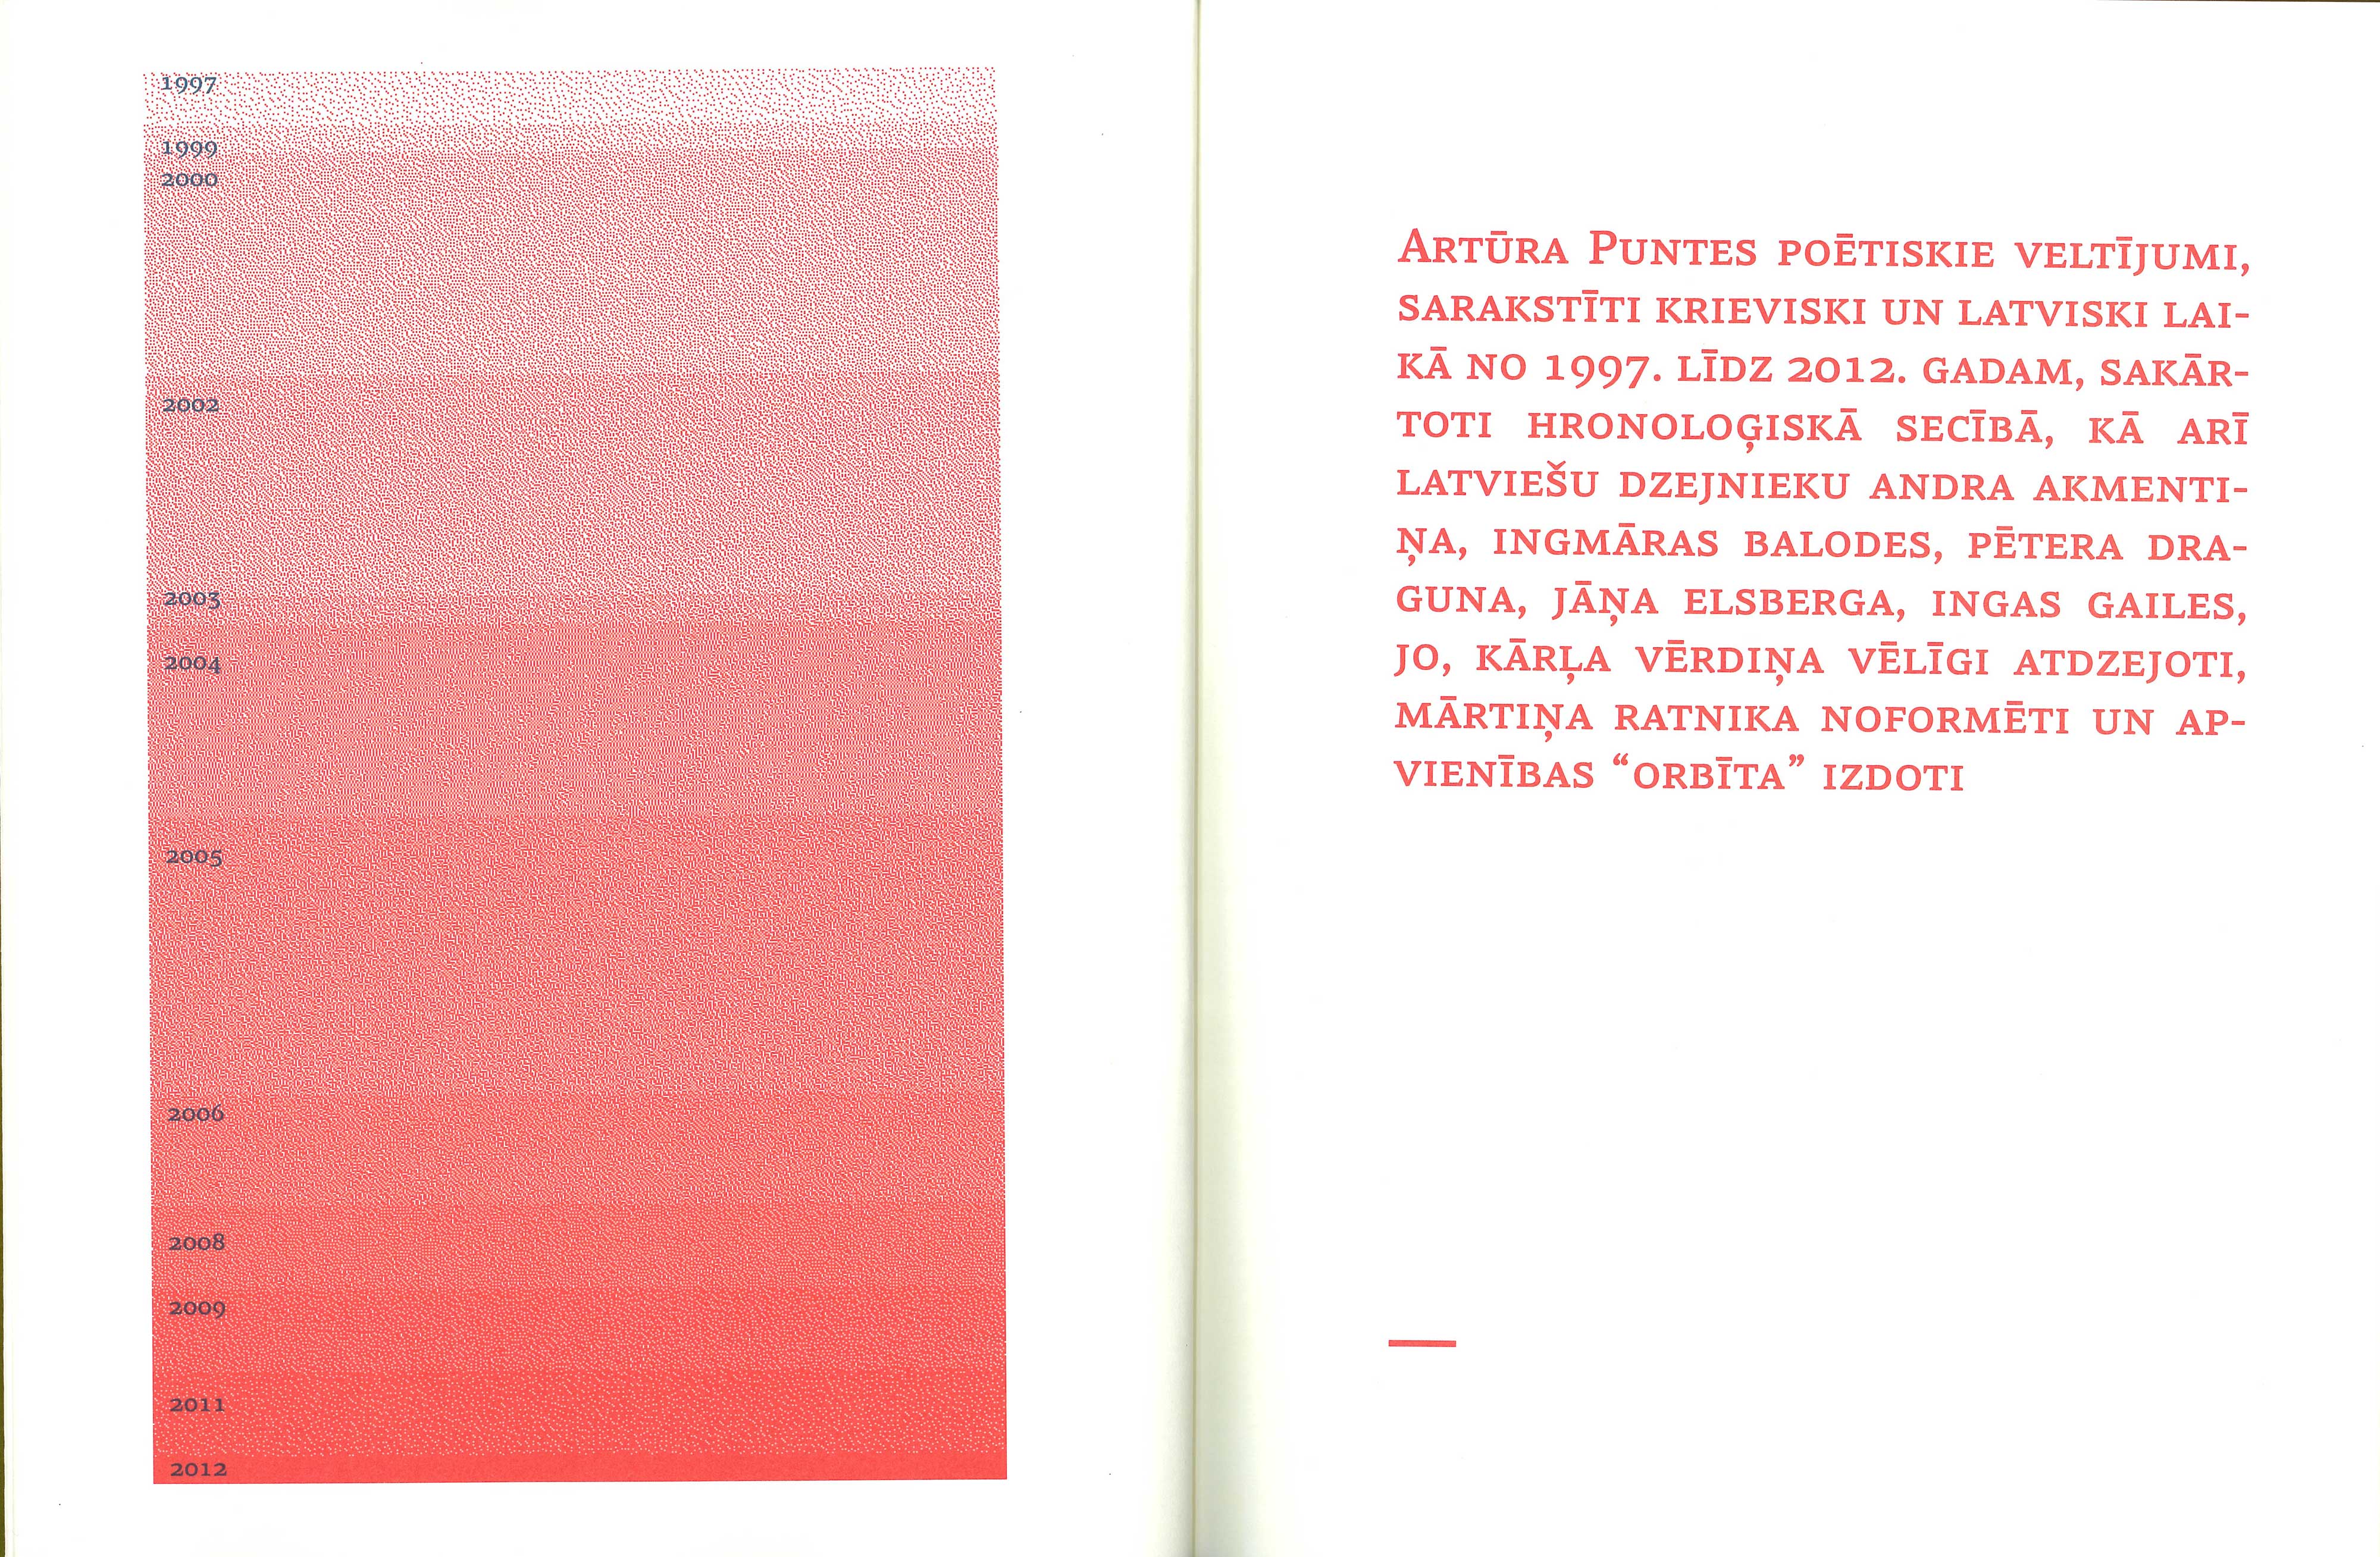 1997
1999
2000
2002
2003
2004
2005
2006
2008
2009
2011
2012
Artūra Puntes poētiskie veltījumi,
sarakstīti krieviski un latviski lai-
kā no 1997. līdz 2012. gadam, sakār-
toti hronoloģiskā secībā, kā arī
latviešu dzejnieku andra akmenti-
ņa, ingmāras balodes, pētera dra-
guna, jāņa elsberga, ingas gailes,
jo, kārļa vērdiņa vēlīgi atdzejoti,
mārtiņa ratnika noformēti un ap-
vienības “orbīta” izdoti